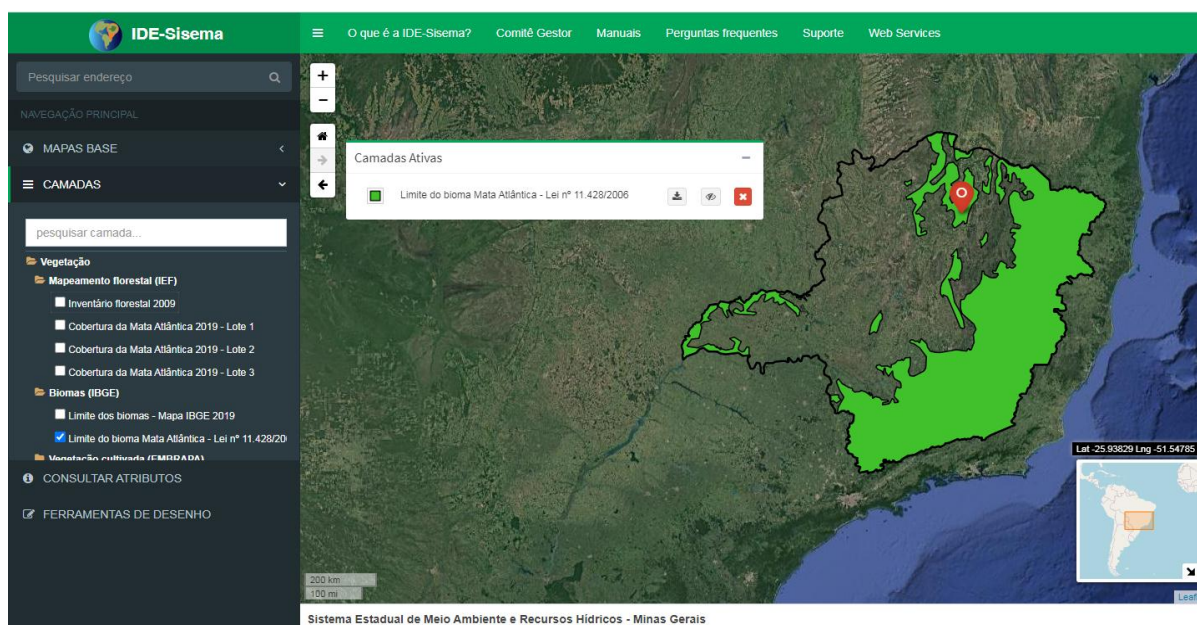 IDE-Sisema
O que é a IDE-Sisema? Comitê Gestor Manuais Perguntas frequentes Suporte Web Services
Pesquisar endereço
NAVEGAÇÃO PRINCIPAL
MAPAS BASE
CAMADAS
pesquisar camada...
Vegetação
Mapeamento florestal (IEF)
Inventário florestal 2009
Cobertura da Mata Atlântica 2019 - Lote 1
Cobertura da Mata Atlântica 2019 - Lote 2
Cobertura da Mata Atlântica 2019 - Lote 3
Biomas (IBGE)
Limite dos biomas - Mapa IBGE 2019
Limite do bioma Mata Atlântica - Lei nº 11.428/20
Vegetação cultivada (EMBRAPA)
CONSULTAR ATRIBUTOS
FERRAMENTAS DE DESENHO
+
−
Camadas Ativas
Limite do bioma Mata Atlântica - Lei nº 11.428/2006
Lat -25.93829 Lng -51.54785
200 km
100 mi
Leaf
Sistema Estadual de Meio Ambiente e Recursos Hídricos - Minas Gerais